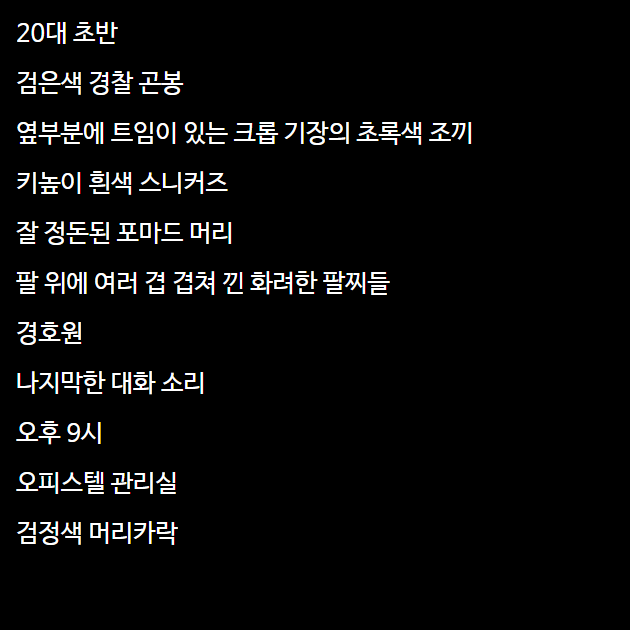 20대 초반
검은색 경찰 곤봉
옆부분에 트임이 있는 크롭 기장의 초록색 조끼
키높이 흰색 스니커즈
잘 정돈된 포마드 머리
팔 위에 여러 겹 겹쳐 낀 화려한 팔찌들
경호원
나지막한 대화 소리
오후 9시
오피스텔 관리실
검정색 머리카락